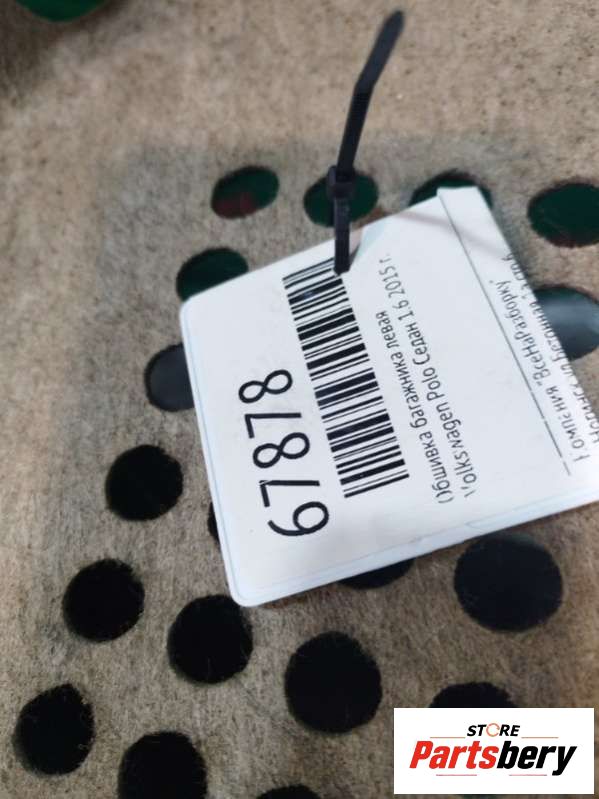 67878
Обшивка багажника левая
Volkswagen Polo Седан 1.6 2015 г.
Компания "ВсеНаРазборку"
STORE
Partsbery